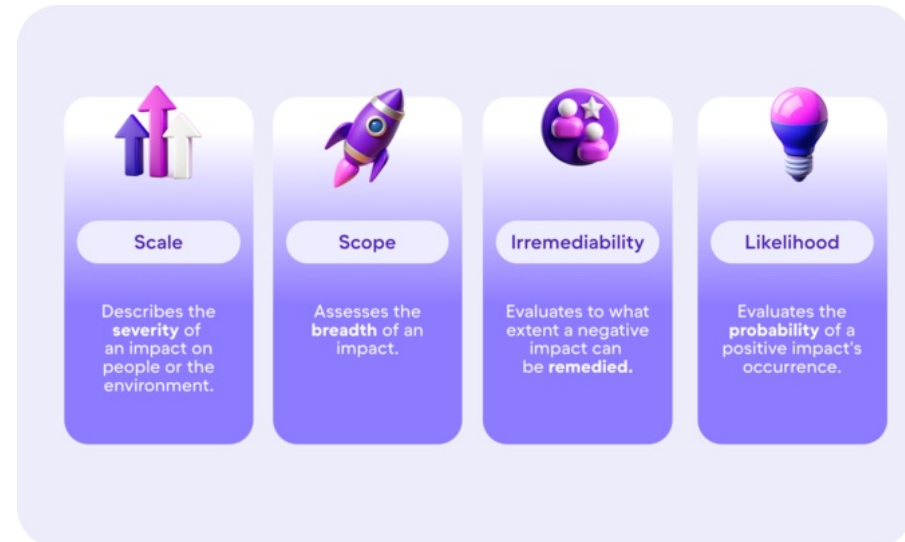 Scale
Describes the
severity of
an impact on
people or the
environment.
Scope
Assesses the
breadth of an
impact.
Irremediability
Evaluates to what
extent a negative
impact can
be remedied.
Likelihood
Evaluates the
probability of a
positive impact's
occurrence.